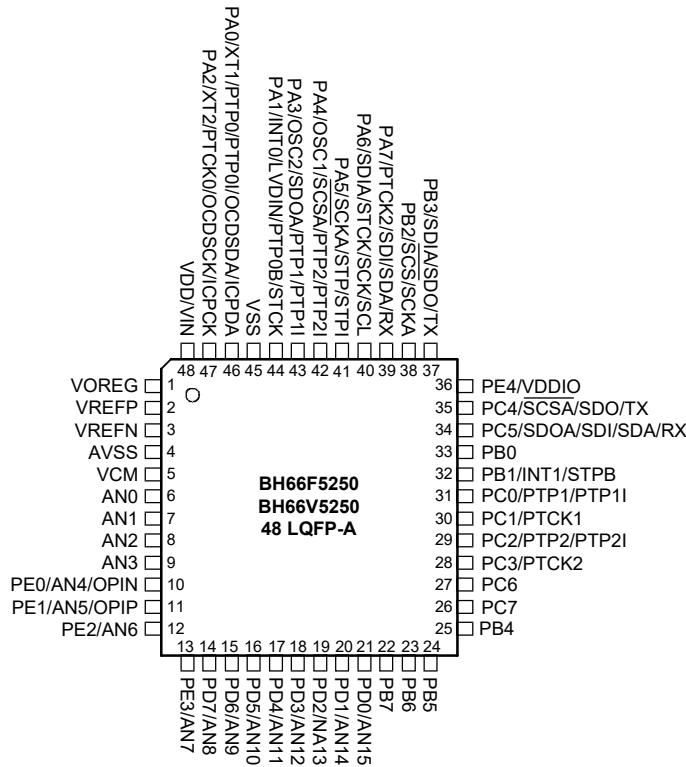 PA0/XT1/PTP0/PTP0I/OCDSDA/ICPDA
PA2/XT2/PTCK0/OCDSCK/ICPCK
VDD/VIN
VSS
PA1/INT0/LVDIN/PTP0B/STCK
PA3/OSC2/SDOA/PTP1/PTP1I
PA4/OSC1/SCSA/PTP2/PTP2I
PA5/SCKA/STP/STPI
PA6/SDIA/STCK/SCK/SCL
PA7/PTCK2/SDI/SDA/RX
PB2/SCS/SCKA
PB3/SDIA/SDO/TX
48 47 46 45 44 43 42 41 40 39 38 37
VOREG 1
VREFP 2
VREFN 3
AVSS 4
VCM 5
AN0 6
AN1 7
AN2 8
AN3 9
PE0/AN4/OPIN 10
PE1/AN5/OPIP 11
PE2/AN6 12
BH66F5250
BH66V5250
48 LQFP-A
36 PE4/VDDIO
35 PC4/SCSA/SDO/TX
34 PC5/SDOA/SDI/SDA/RX
33 PB0
32 PB1/INT1/STPB
31 PC0/PTP1/PTP1I
30 PC1/PTCK1
29 PC2/PTP2/PTP2I
28 PC3/PTCK2
27 PC6
26 PC7
25 PB4
13 14 15 16 17 18 19 20 21 22 23 24
PE3/AN7
PD7/AN8
PD6/AN9
PD5/AN10
PD4/AN11
PD3/AN12
PD2/NA13
PD1/AN14
PD0/AN15
PB7
PB6
PB5